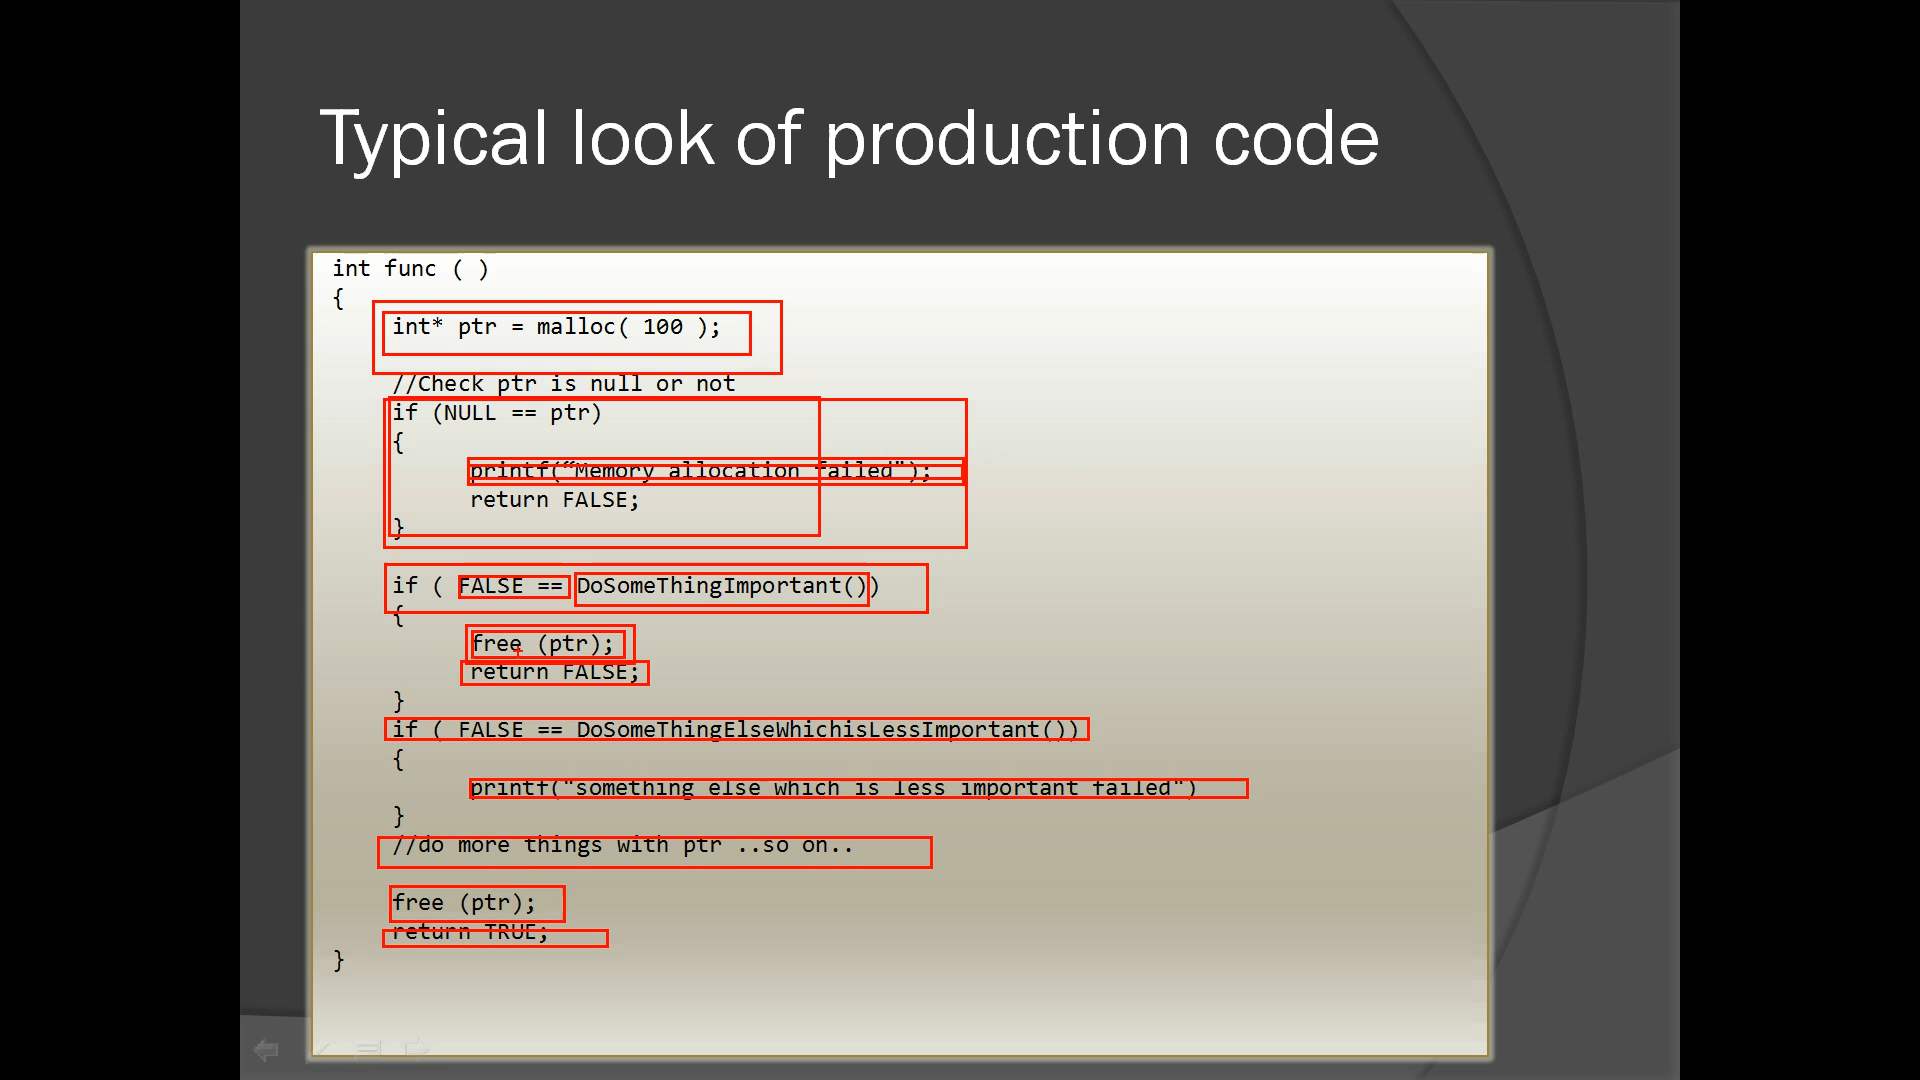 Typical look of production code
int func ( )
{
int* ptr = malloc( 100 );
//Check ptr is null or not
if (NULL == ptr)
{
printf(“Memory allocation failed");
return FALSE;
}
if ( FALSE == DoSomeThingImportant())
{
free (ptr);
return FALSE;
}
if ( FALSE == DoSomeThingElseWhichisLessImportant())
{
printf("something else which is less important failed")
}
//do more things with ptr ..so on..
free (ptr);
return TRUE;
}